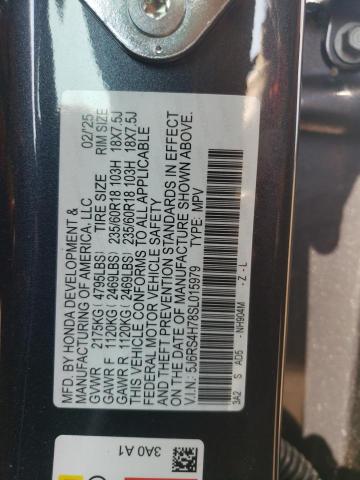 MFD. BY HONDA DEVELOPMENT &
MANUFACTURING OF AMERICA, LLC 02/25
TIRE SIZE RIM SIZE
GVWR 2175KG (4795LBS)
GAWR F 1120KG (2469LBS) 235/60R18 103H 18X7.5J
GAWR R 1120KG (2469LBS) 235/60R18 103H 18X7.5J
THIS VEHICLE CONFORMS TO ALL APPLICABLE
FEDERAL MOTOR VEHICLE SAFETY
AND THEFT PREVENTION STANDARDS IN EFFECT
ON THE DATE OF MANUFACTURE SHOWN ABOVE.
V.I.N.: 5J6RS4H78SL015979 TYPE: MPV
3A2 S AD5 - NH904M - Z - L
3A0 A1